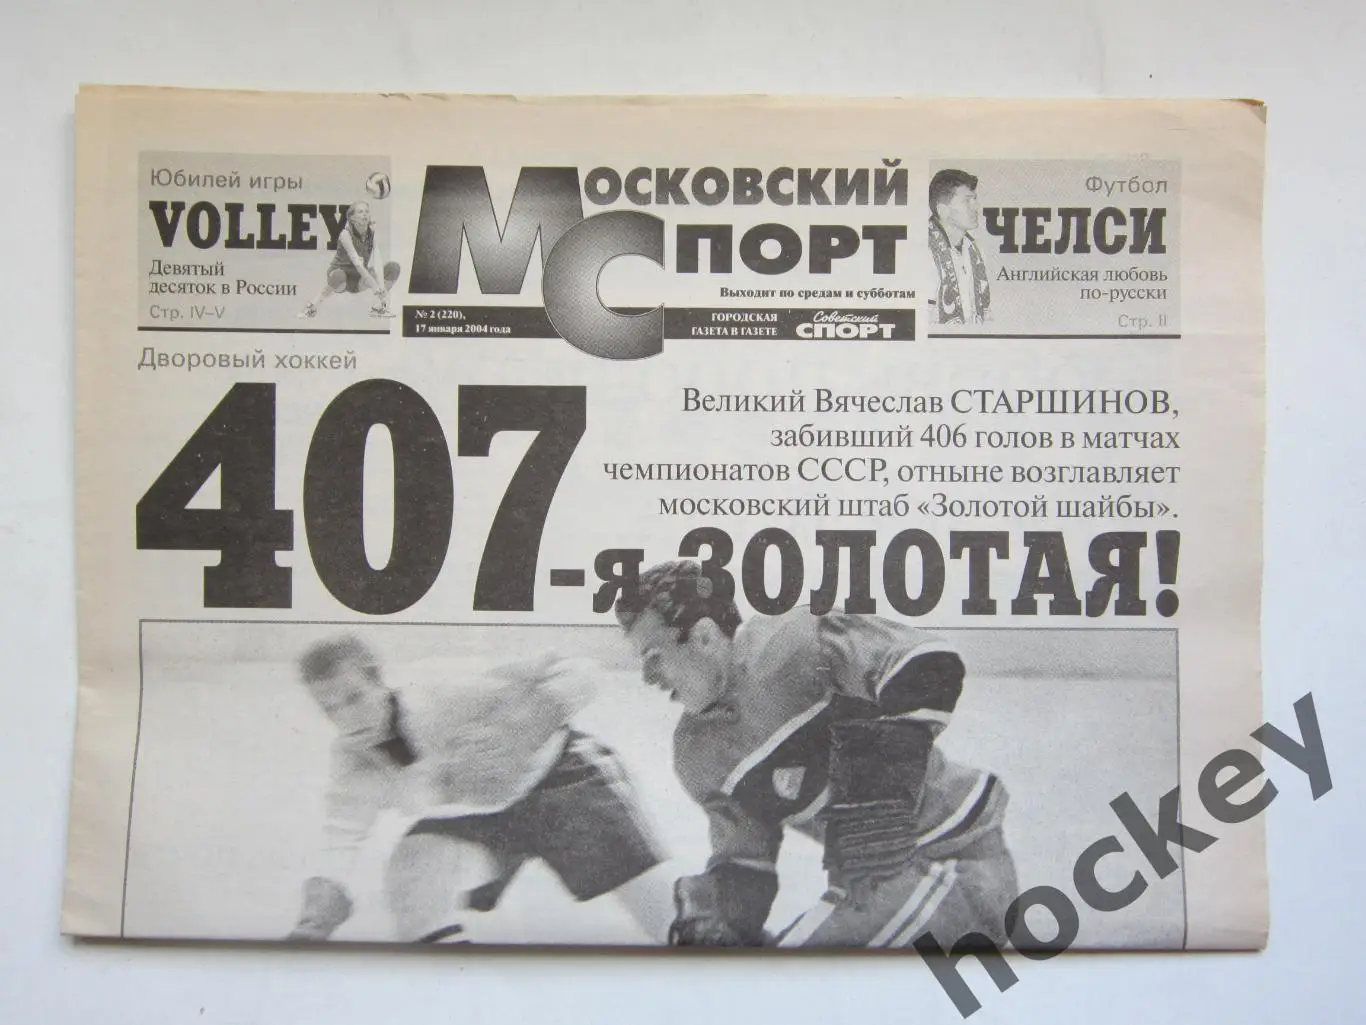 Юбилей игры
VOLLEY
Девятый
десяток в России
Стр. IV–V
МС
МОСКОВСКИЙ
СПОРТ
Выходит по средам и субботам
№ 2 (220),
17 января 2004 года
ГОРОДСКАЯ
ГАЗЕТА В ГАЗЕТЕ
Советский
СПОРТ
Футбол
ЧЕЛСИ
Английская любовь
по-русски
Стр. II
Дворовый хоккей
Великий Вячеслав СТАРШИНОВ,
забивший 406 голов в матчах
чемпионатов СССР, отныне возглавляет
московский штаб «Золотой шайбы».
407-я ЗОЛОТАЯ!
hockey